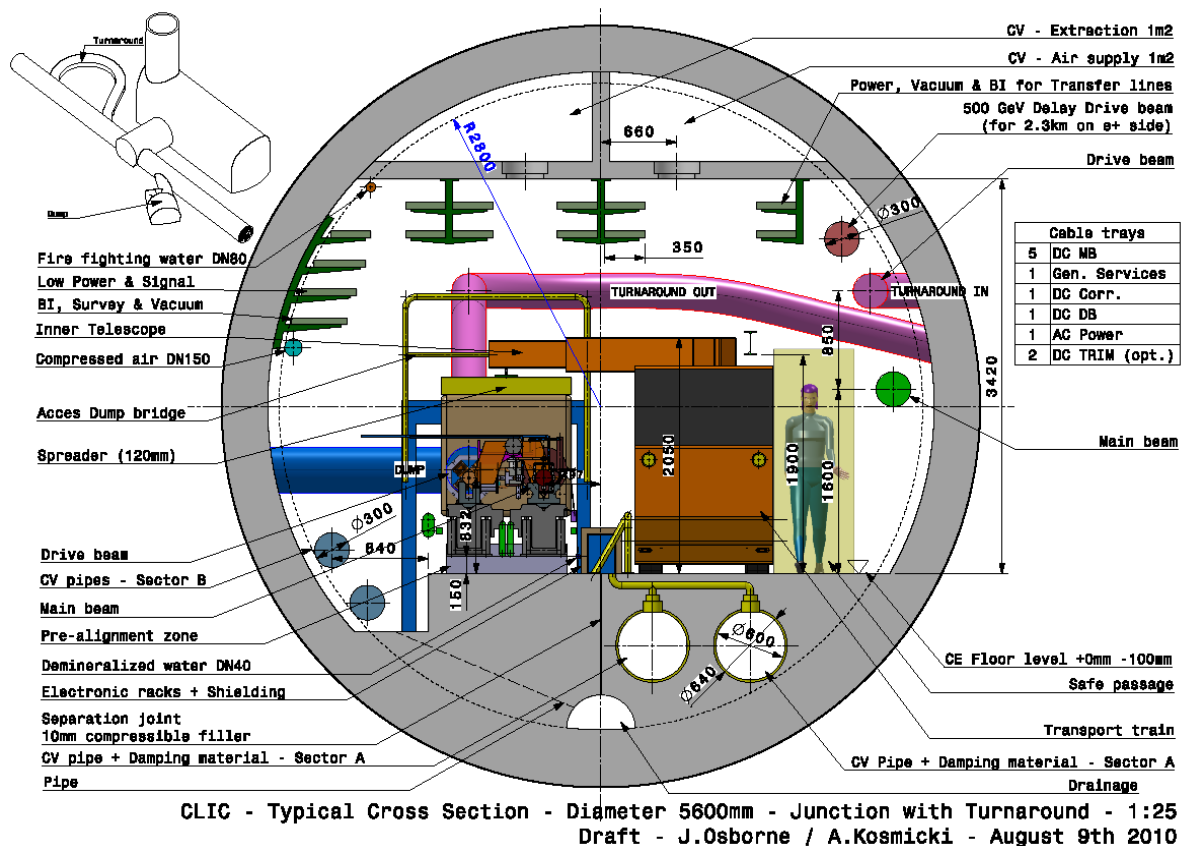 Turnaround
Dump
CV - Extraction 1m2
CV - Air supply 1m2
Power, Vacuum & BI for Transfer lines
500 GeV Delay Drive beam
(for 2.3km on e+ side)
Drive beam
R2800
660
Ø300
350
3420
Cable trays
5 DC MB
1 Gen. Services
1 DC Corr.
1 DC DB
1 AC Power
2 DC TRIM (opt.)
Fire fighting water DN80
Low Power & Signal
BI, Survey & Vacuum
Inner Telescope
Compressed air DN150
Acces Dump bridge
Spreader (120mm)
TURNAROUND OUT
TURNAROUND IN
850
Main beam
DUMP
2050
1900
1600
832
150
Ø300
640
Drive beam
CV pipes - Sector B
Main beam
Pre-alignment zone
Demineralized water DN40
Electronic racks + Shielding
Separation joint
10mm compressible filler
CV pipe + Damping material - Sector A
Pipe
Ø600
Ø640
CE Floor level +0mm -100mm
Safe passage
Transport train
CV Pipe + Damping material - Sector A
Drainage
CLIC - Typical Cross Section - Diameter 5600mm - Junction with Turnaround - 1:25
Draft - J.Osborne / A.Kosmicki - August 9th 2010